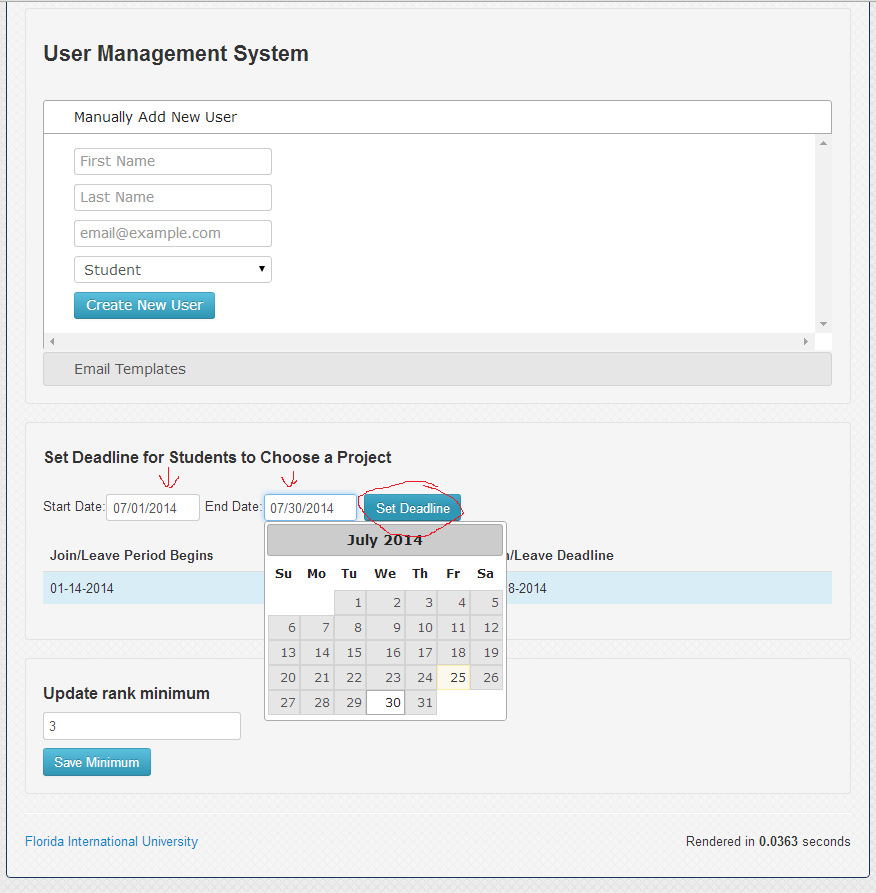 User Management System
Manually Add New User
First Name
Last Name
email@example.com
Student
Create New User
Email Templates
Set Deadline for Students to Choose a Project
Start Date: 07/01/2014 End Date: 07/30/2014 Set Deadline
July 2014
Join/Leave Period Begins /Leave Deadline
Su Mo Tu We Th Fr Sa
01-14-2014 8-2014
1 2 3 4 5
6 7 8 9 10 11 12
13 14 15 16 17 18 19
20 21 22 23 24 25 26
27 28 29 30 31
Update rank minimum
3
Save Minimum
Florida International University Rendered in 0.0363 seconds